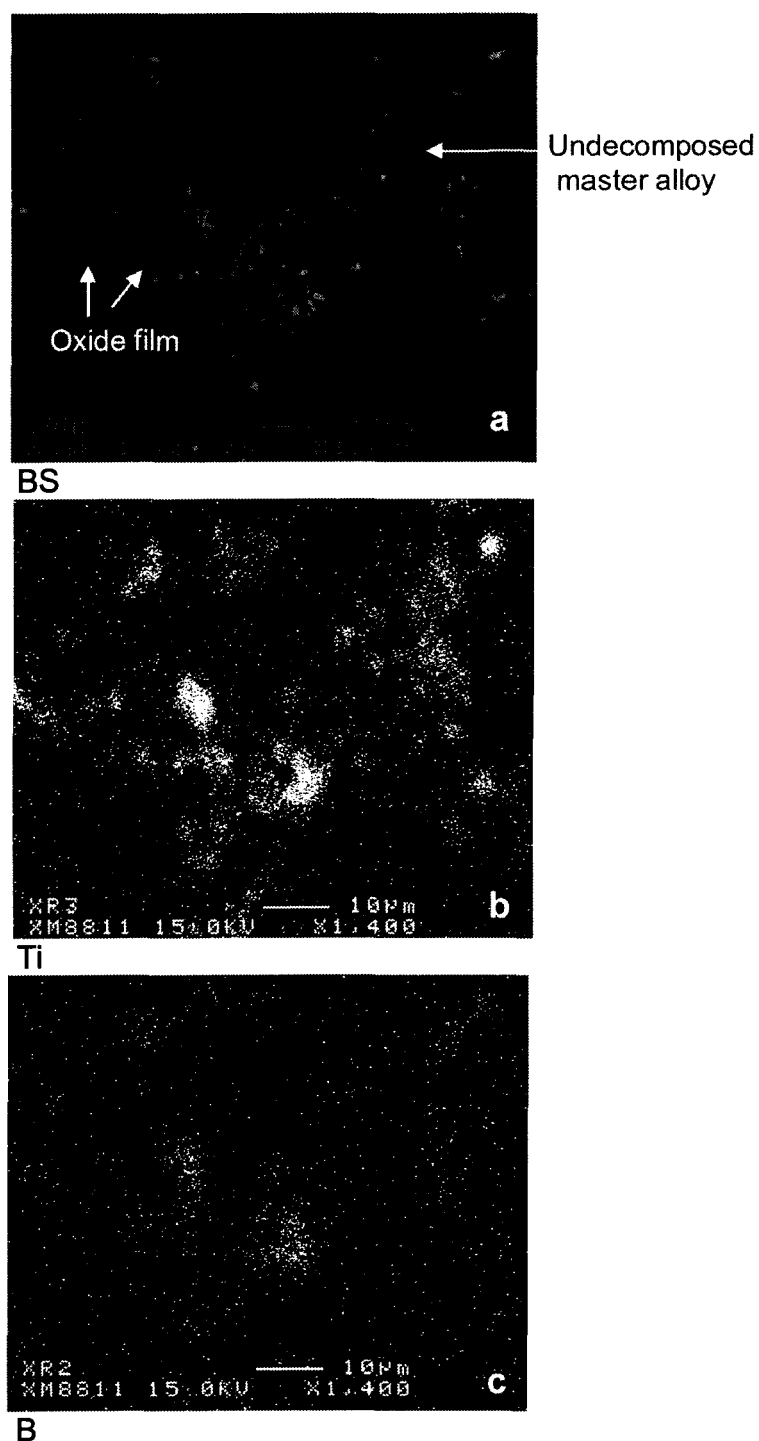 Undecomposed
master alloy
Oxide film
a
BS
XR3 10μm b
XM8811 15.0KV X1,400
Ti
XR2 10μm c
XM8811 15.0KV X1,400
B